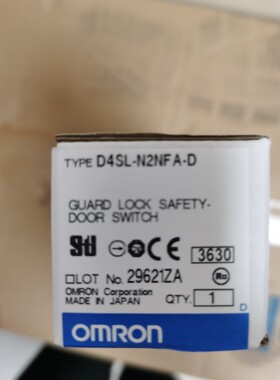 TYPE D4SL-N2NFA-D
GUARD LOCK SAFETY-
DOOR SWITCH
CE
3630
LOT No. 29621ZA
OMRON Corporation
MADE IN JAPAN
QTY. 1
D
OMRON